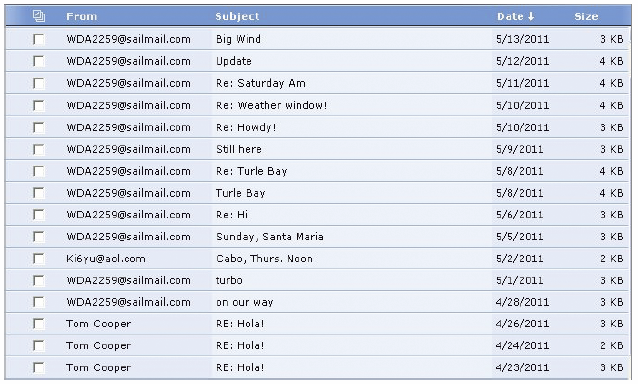 From Subject Date ↓ Size
WDA2259@sailmail.com Big Wind 5/13/2011 3 KB
WDA2259@sailmail.com Update 5/12/2011 4 KB
WDA2259@sailmail.com Re: Saturday Am 5/11/2011 4 KB
WDA2259@sailmail.com Re: Weather window! 5/10/2011 4 KB
WDA2259@sailmail.com Re: Howdy! 5/10/2011 3 KB
WDA2259@sailmail.com Still here 5/9/2011 3 KB
WDA2259@sailmail.com Re: Turle Bay 5/8/2011 4 KB
WDA2259@sailmail.com Turle Bay 5/8/2011 4 KB
WDA2259@sailmail.com Re: Hi 5/6/2011 3 KB
WDA2259@sailmail.com Sunday, Santa Maria 5/5/2011 3 KB
Ki6yu@aol.com Cabo, Thurs. Noon 5/2/2011 2 KB
WDA2259@sailmail.com turbo 5/1/2011 3 KB
WDA2259@sailmail.com on our way 4/28/2011 3 KB
Tom Cooper RE: Hola! 4/26/2011 3 KB
Tom Cooper RE: Hola! 4/24/2011 2 KB
Tom Cooper RE: Hola! 4/23/2011 3 KB